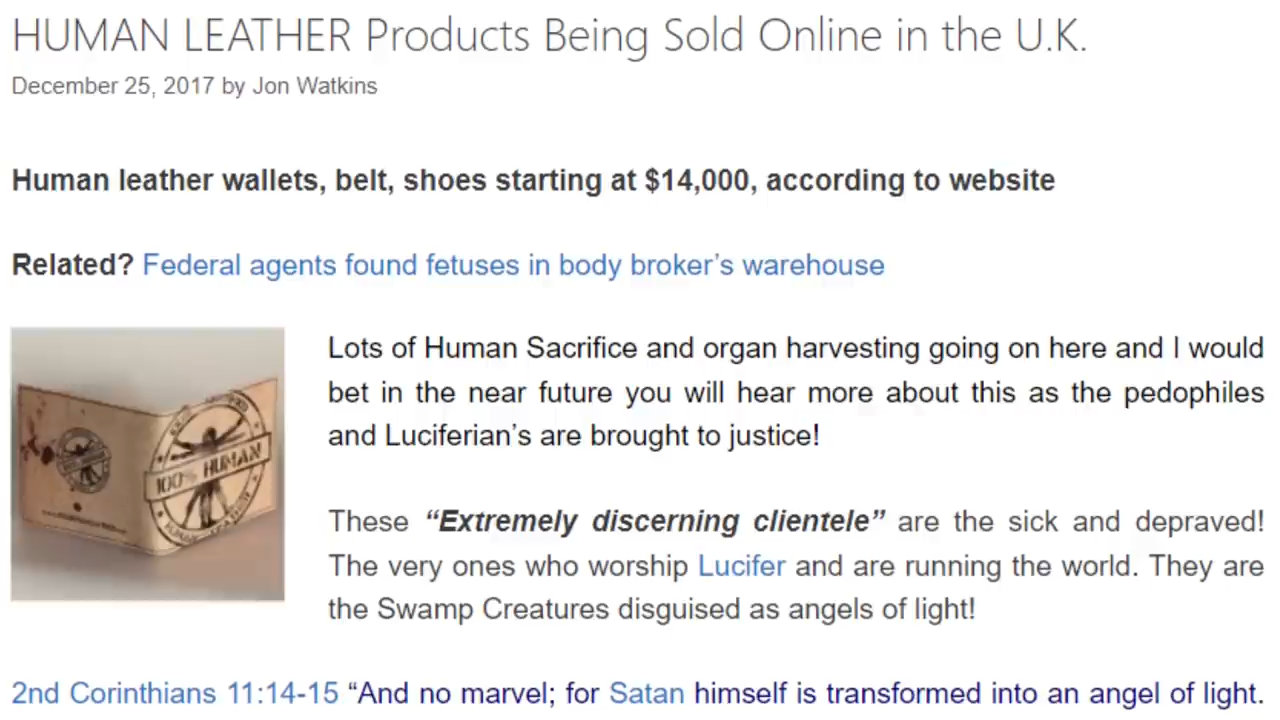 HUMAN LEATHER Products Being Sold Online in the U.K.
December 25, 2017 by Jon Watkins
Human leather wallets, belt, shoes starting at $14,000, according to website
Related? Federal agents found fetuses in body broker’s warehouse
Lots of Human Sacrifice and organ harvesting going on here and I would
bet in the near future you will hear more about this as the pedophiles
and Luciferian’s are brought to justice!
100% HUMAN
These “Extremely discerning clientele” are the sick and depraved!
The very ones who worship Lucifer and are running the world. They are
the Swamp Creatures disguised as angels of light!
2nd Corinthians 11:14-15 “And no marvel; for Satan himself is transformed into an angel of light.